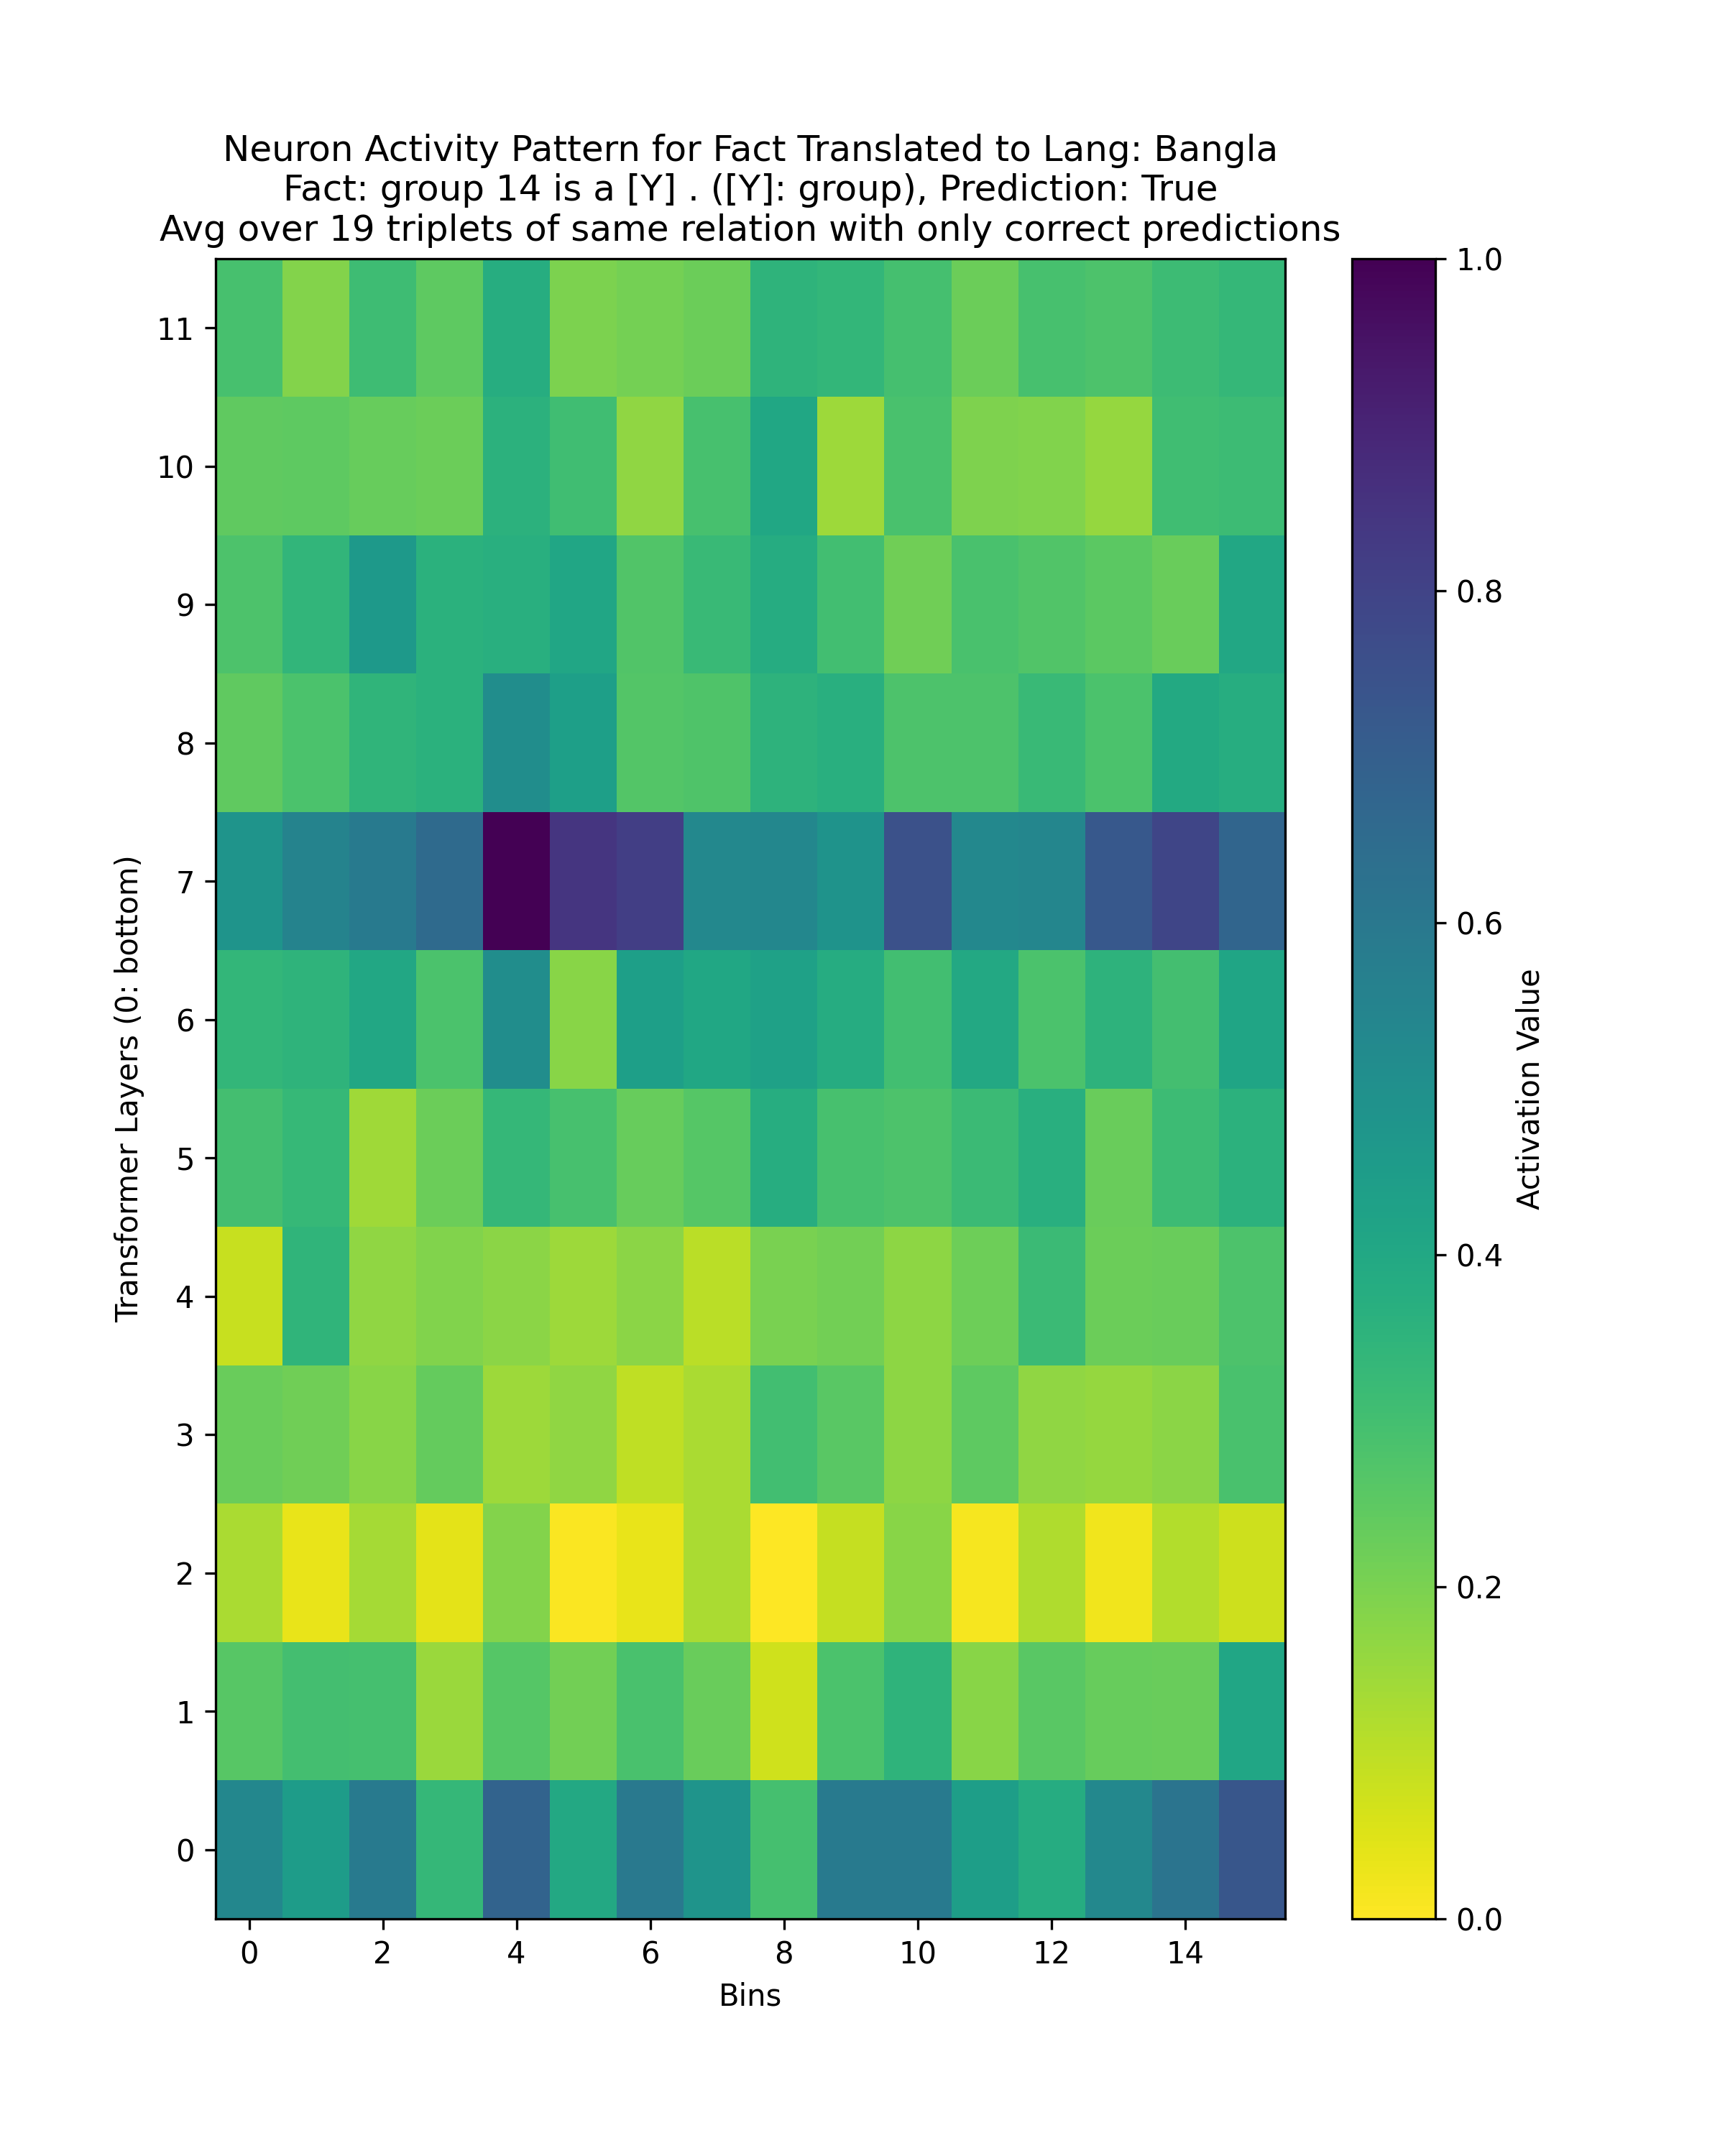 Neuron Activity Pattern for Fact Translated to Lang: Bangla
Fact: group 14 is a [Y] . ([Y]: group), Prediction: True
Avg over 19 triplets of same relation with only correct predictions
Transformer Layers (0: bottom)
11
10
9
8
7
6
5
4
3
2
1
0
0 2 4 6 8 10 12 14
Bins
1.0
0.8
0.6
0.4
0.2
0.0
Activation Value